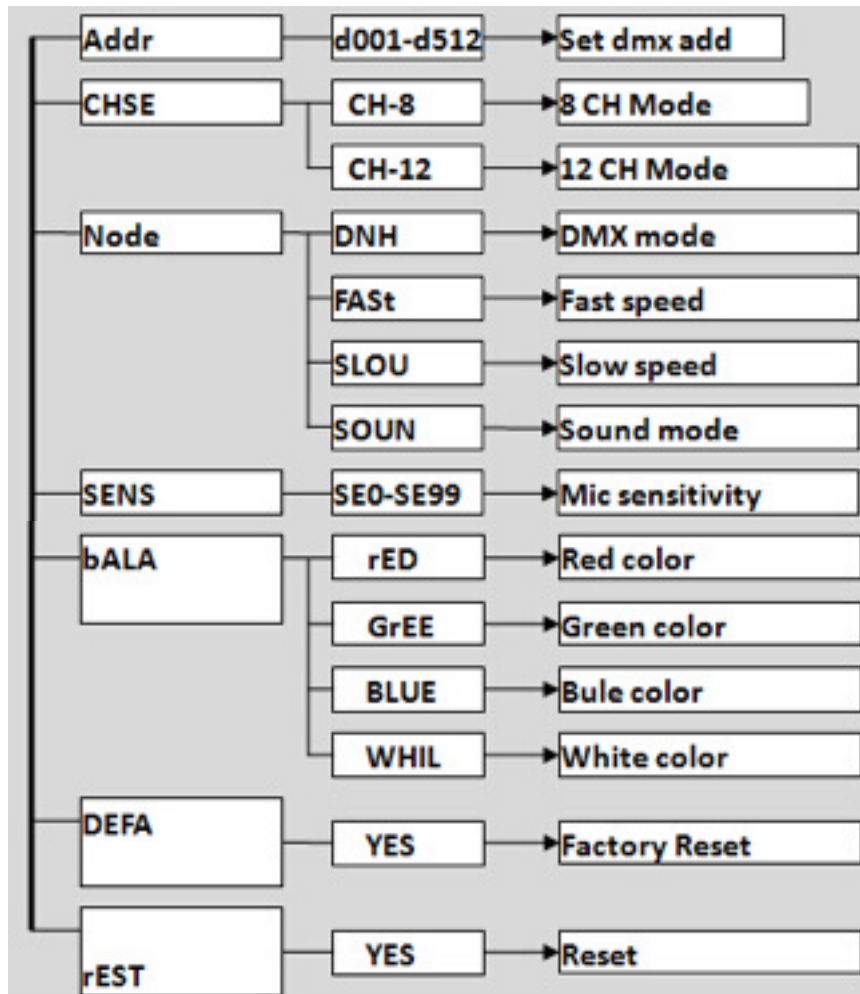 Addr d001-d512 Set dmx add
CHSE CH-8 8 CH Mode
CH-12 12 CH Mode
Node DNH DMX mode
FASt Fast speed
SLOU Slow speed
SOUN Sound mode
SENS SE0-SE99 Mic sensitivity
bALA rED Red color
GrEE Green color
BLUE Bule color
WHIL White color
DEFA YES Factory Reset
rEST YES Reset